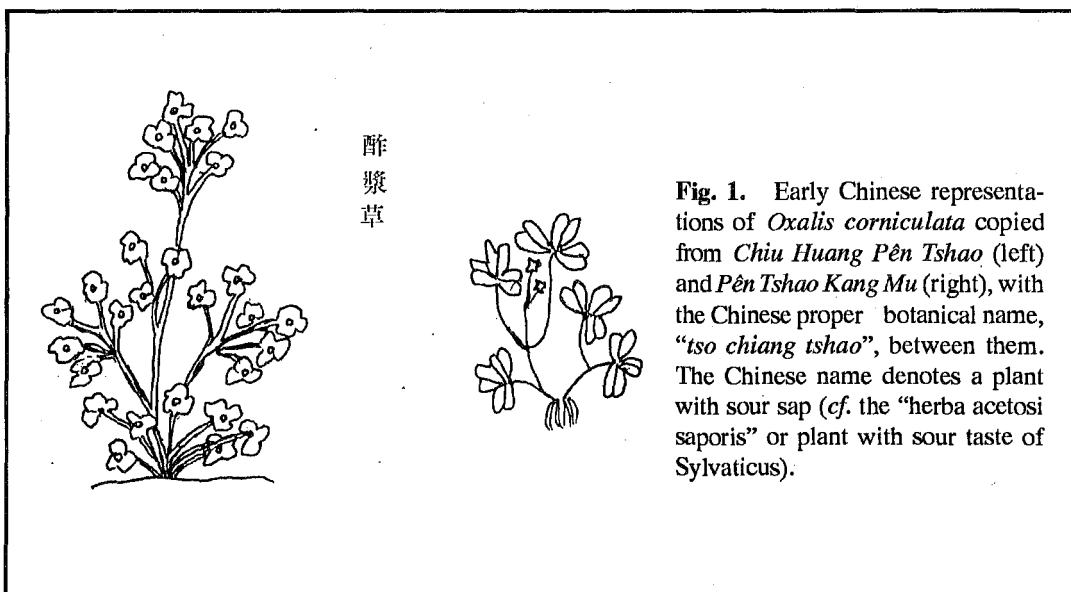 酢漿草
Fig. 1. Early Chinese representa-
tions of Oxalis corniculata copied
from Chiu Huang Pên Tshao (left)
and Pên Tshao Kang Mu (right), with
the Chinese proper botanical name,
“tso chiang tshao”, between them.
The Chinese name denotes a plant
with sour sap (cf. the “herba acetosi
saporis” or plant with sour taste of
Sylvaticus).